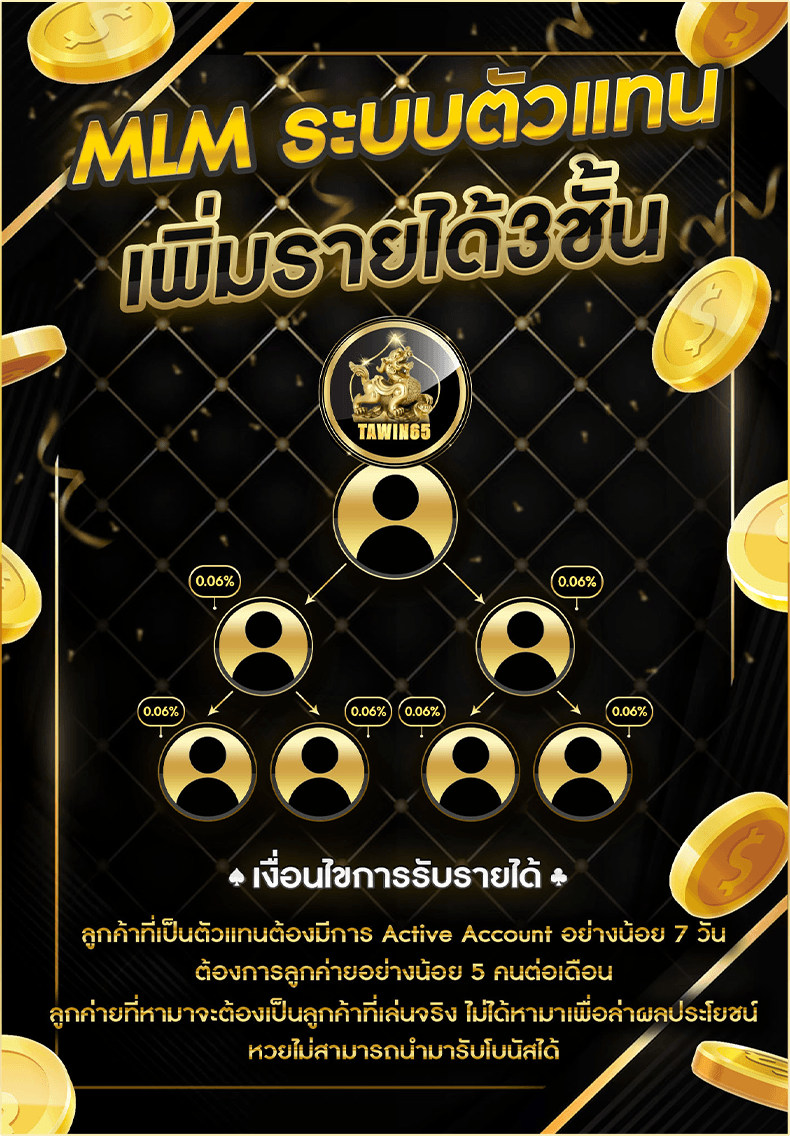 MLM ระบบตัวแทน
เพิ่มรายได้3ชั้น
TAWIN65
0.06% 0.06%
0.06% 0.06% 0.06% 0.06%
♠ เงื่อนไขการรับรายได้ ♣
ลูกค้าที่เป็นตัวแทนต้องมีการ Active Account อย่างน้อย 7 วัน
ต้องการลูกค่ายอย่างน้อย 5 คนต่อเดือน
ลูกค่ายที่หามาจะต้องเป็นลูกค้าที่เล่นจริง ไม่ได้หามาเพื่อล่าผลประโยชน์
หวยไม่สามารถนำมารับโบนัสได้